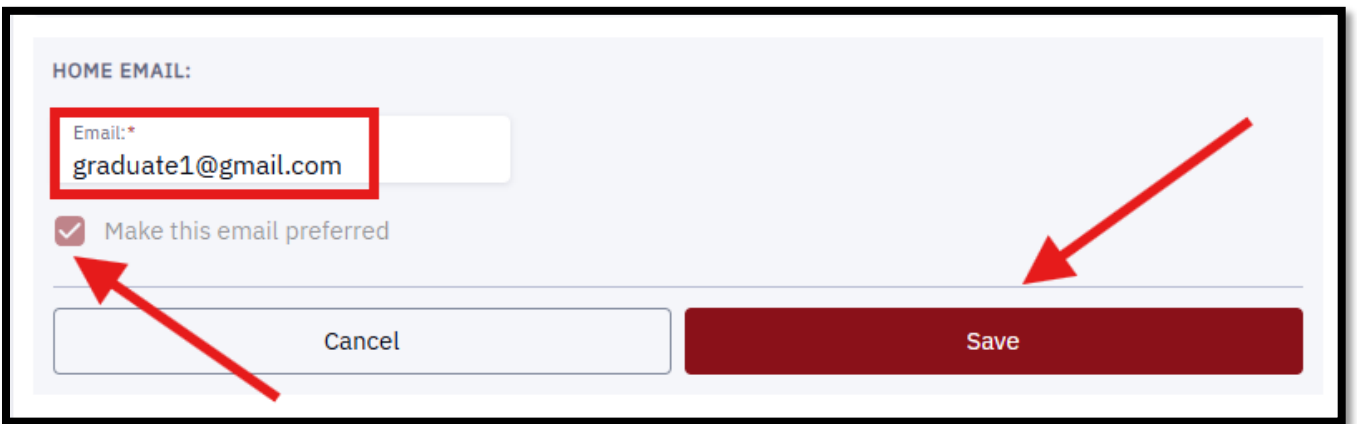 HOME EMAIL:
Email:*
graduate1@gmail.com
Make this email preferred
Cancel
Save